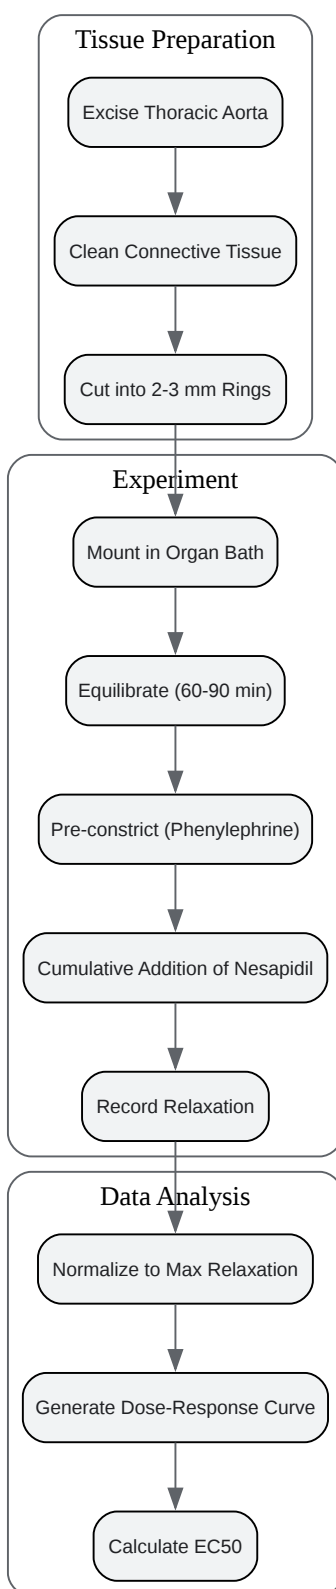 Tissue Preparation
Excise Thoracic Aorta
Clean Connective Tissue
Cut into 2-3 mm Rings
Experiment
Mount in Organ Bath
Equilibrate (60-90 min)
Pre-constrict (Phenylephrine)
Cumulative Addition of Nesapidil
Record Relaxation
Data Analysis
Normalize to Max Relaxation
Generate Dose-Response Curve
Calculate EC50